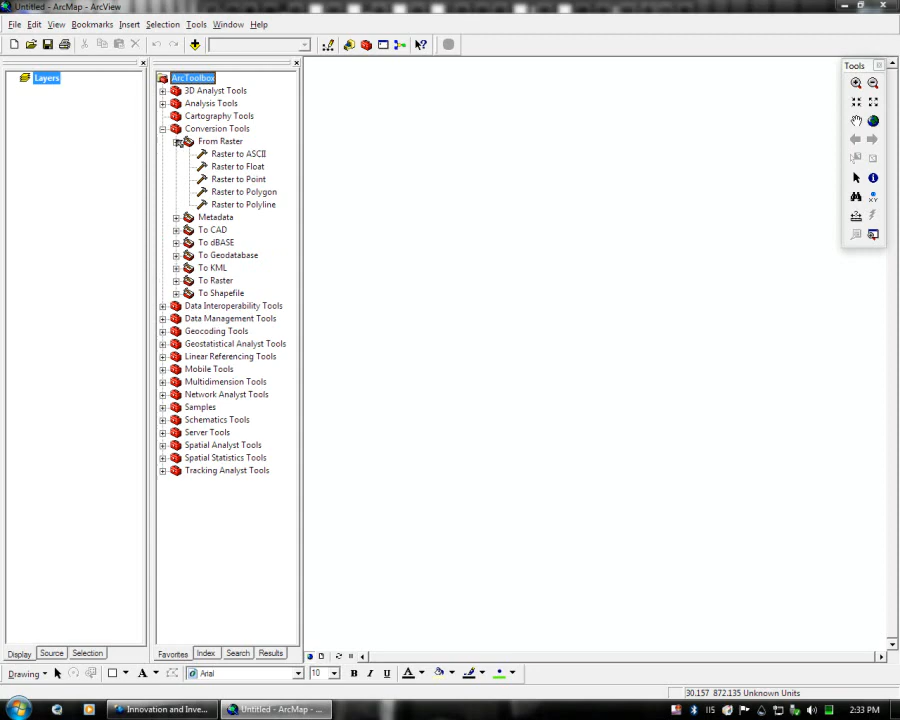 Untitled - ArcMap - ArcView
File Edit View Bookmarks Insert Selection Tools Window Help
Layers
ArcToolbox
3D Analyst Tools
Analysis Tools
Cartography Tools
Conversion Tools
From Raster
Raster to ASCII
Raster to Float
Raster to Point
Raster to Polygon
Raster to Polyline
Metadata
To CAD
To dBASE
To Geodatabase
To KML
To Raster
To Shapefile
Data Interoperability Tools
Data Management Tools
Geocoding Tools
Geostatistical Analyst Tools
Linear Referencing Tools
Mobile Tools
Multidimension Tools
Network Analyst Tools
Samples
Schematics Tools
Server Tools
Spatial Analyst Tools
Spatial Statistics Tools
Tracking Analyst Tools
Tools
XY
Display Source Selection
Favorites Index Search Results
Drawing A Arial 10 B I U A
30.157 872.135 Unknown Units
Innovation and Inve...
Untitled - ArcMap - ...
2:33 PM